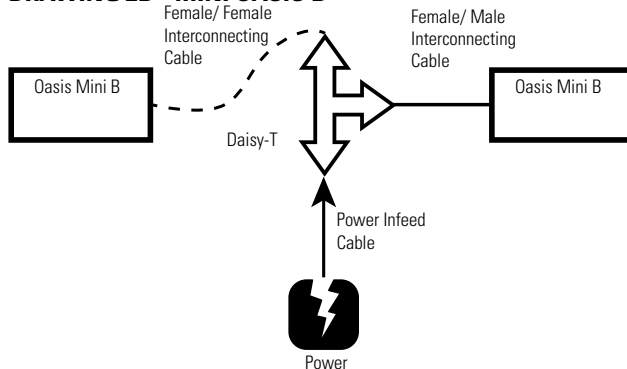 Female/ Female
Interconnecting
Cable
Female/ Male
Interconnecting
Cable
Oasis Mini B
Oasis Mini B
Daisy-T
Power Infeed
Cable
Power